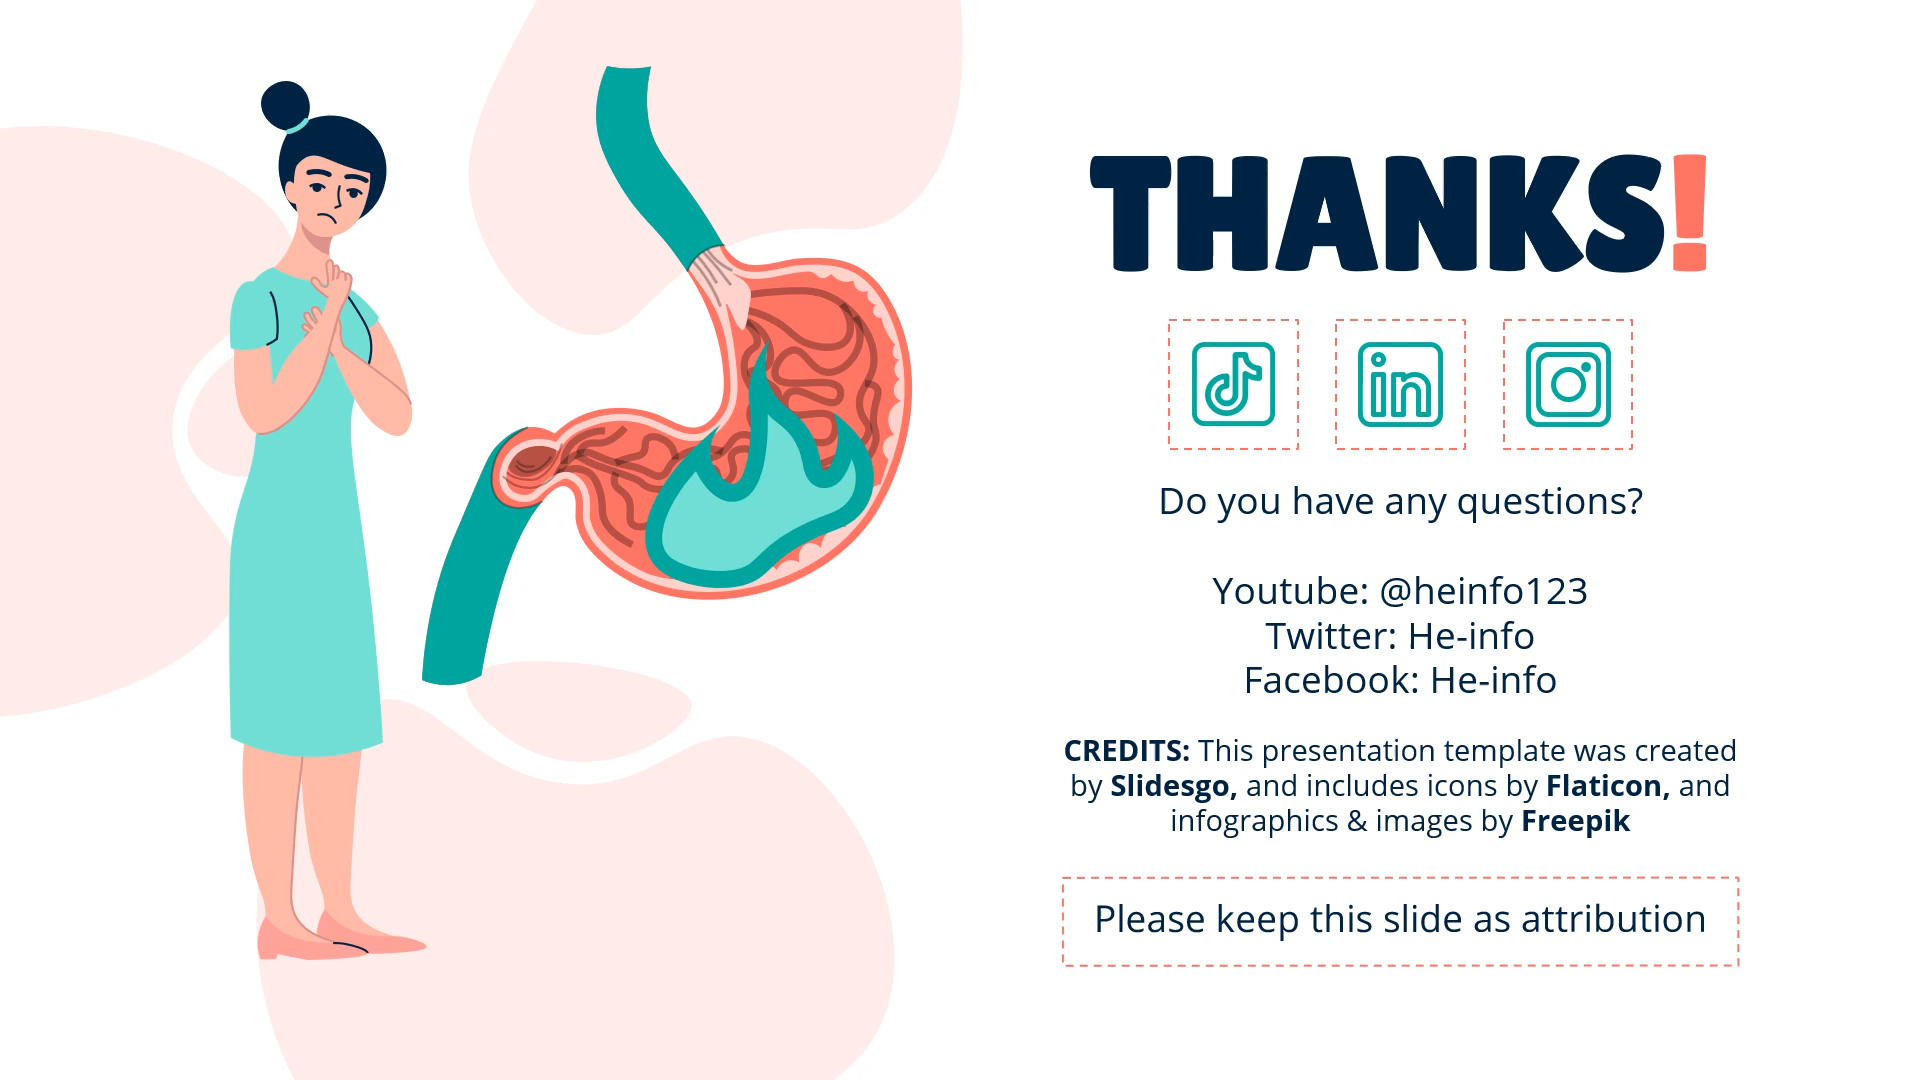 THANKS!
in
Do you have any questions?
Youtube: @heinfo123
Twitter: He-info
Facebook: He-info
CREDITS: This presentation template was created
by Slidesgo, and includes icons by Flaticon, and
infographics & images by Freepik
Please keep this slide as attribution